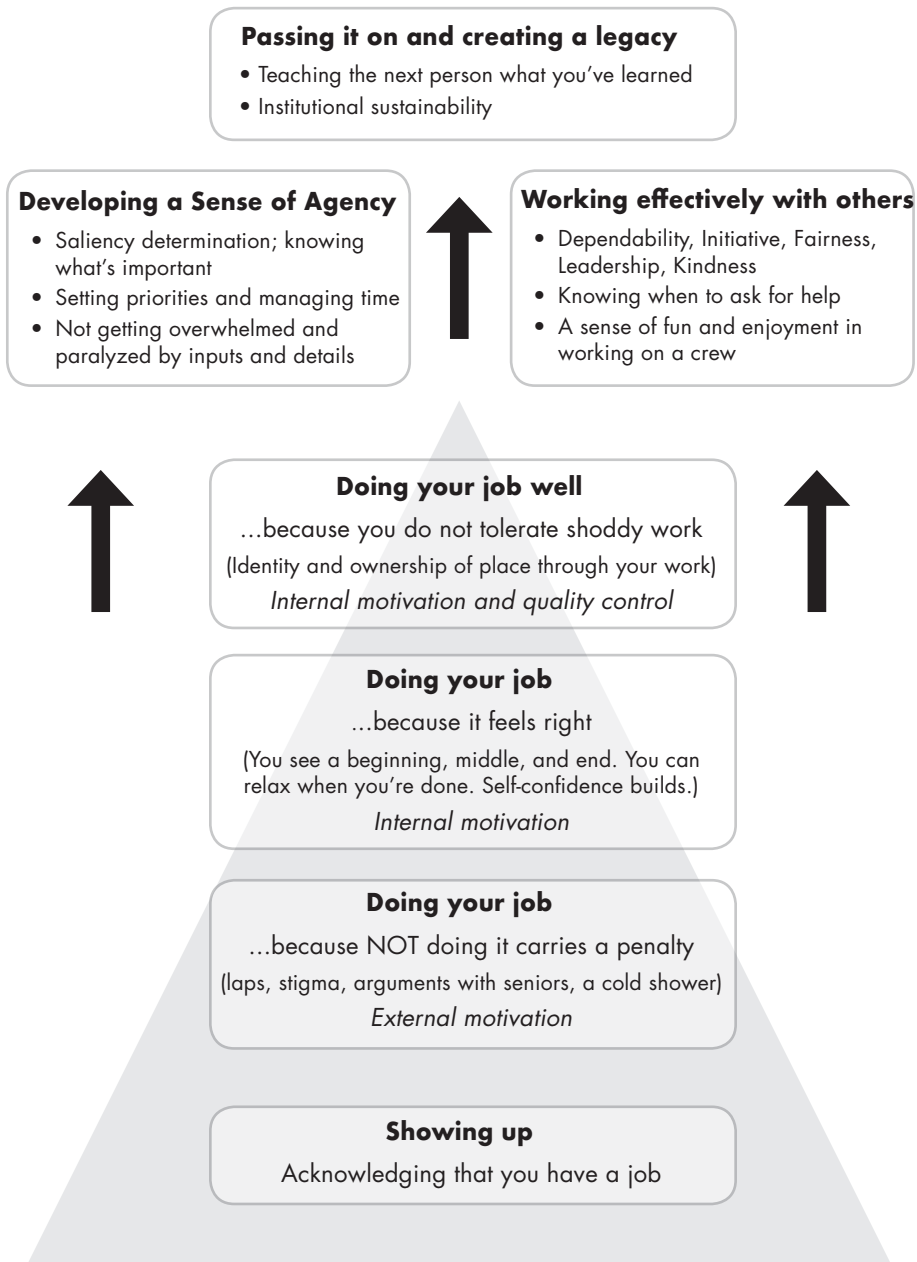 Passing it on and creating a legacy
• Teaching the next person what you've learned
• Institutional sustainability
Developing a Sense of Agency
• Saliency determination; knowing
what's important
• Setting priorities and managing time
• Not getting overwhelmed and
paralyzed by inputs and details
Working effectively with others
• Dependability, Initiative, Fairness,
Leadership, Kindness
• Knowing when to ask for help
• A sense of fun and enjoyment in
working on a crew
Doing your job well
...because you do not tolerate shoddy work
(Identity and ownership of place through your work)
Internal motivation and quality control
Doing your job
...because it feels right
(You see a beginning, middle, and end. You can
relax when you're done. Self-confidence builds.)
Internal motivation
Doing your job
...because NOT doing it carries a penalty
(laps, stigma, arguments with seniors, a cold shower)
External motivation
Showing up
Acknowledging that you have a job